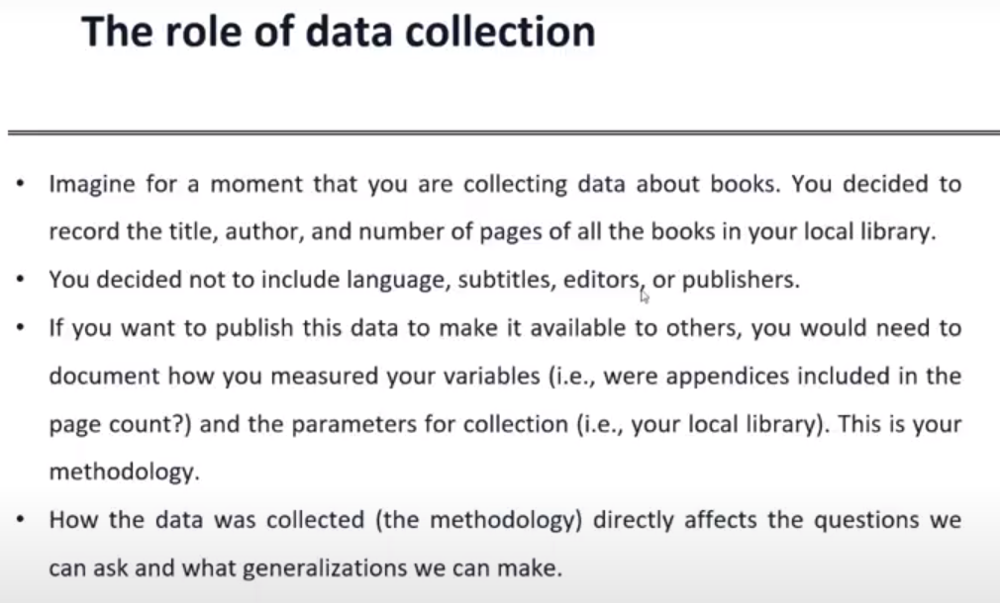 The role of data collection
• Imagine for a moment that you are collecting data about books. You decided to
record the title, author, and number of pages of all the books in your local library.
• You decided not to include language, subtitles, editors, or publishers.
• If you want to publish this data to make it available to others, you would need to
document how you measured your variables (i.e., were appendices included in the
page count?) and the parameters for collection (i.e., your local library). This is your
methodology.
• How the data was collected (the methodology) directly affects the questions we
can ask and what generalizations we can make.